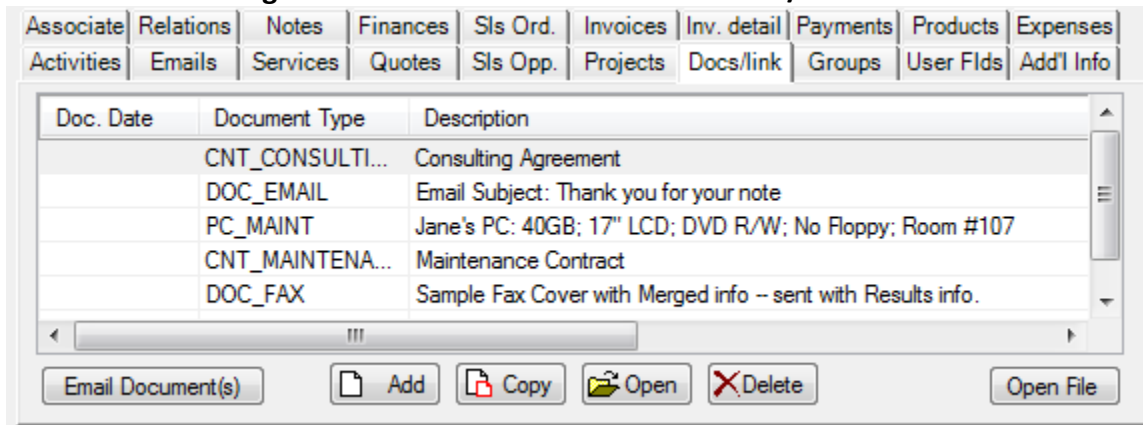 Associate Relations Notes Finances Sls Ord. Invoices Inv. detail Payments Products Expenses
Activities Emails Services Quotes Sls Opp. Projects Docs/link Groups User Flds Add'l Info
Doc. Date Document Type Description
CNT_CONSULTI... Consulting Agreement
DOC_EMAIL Email Subject: Thank you for your note
PC_MAINT Jane's PC: 40GB; 17" LCD; DVD R/W; No Floppy; Room #107
CNT_MAINTENA... Maintenance Contract
DOC_FAX Sample Fax Cover with Merged info -- sent with Results info.
Email Document(s) Add Copy Open Delete Open File